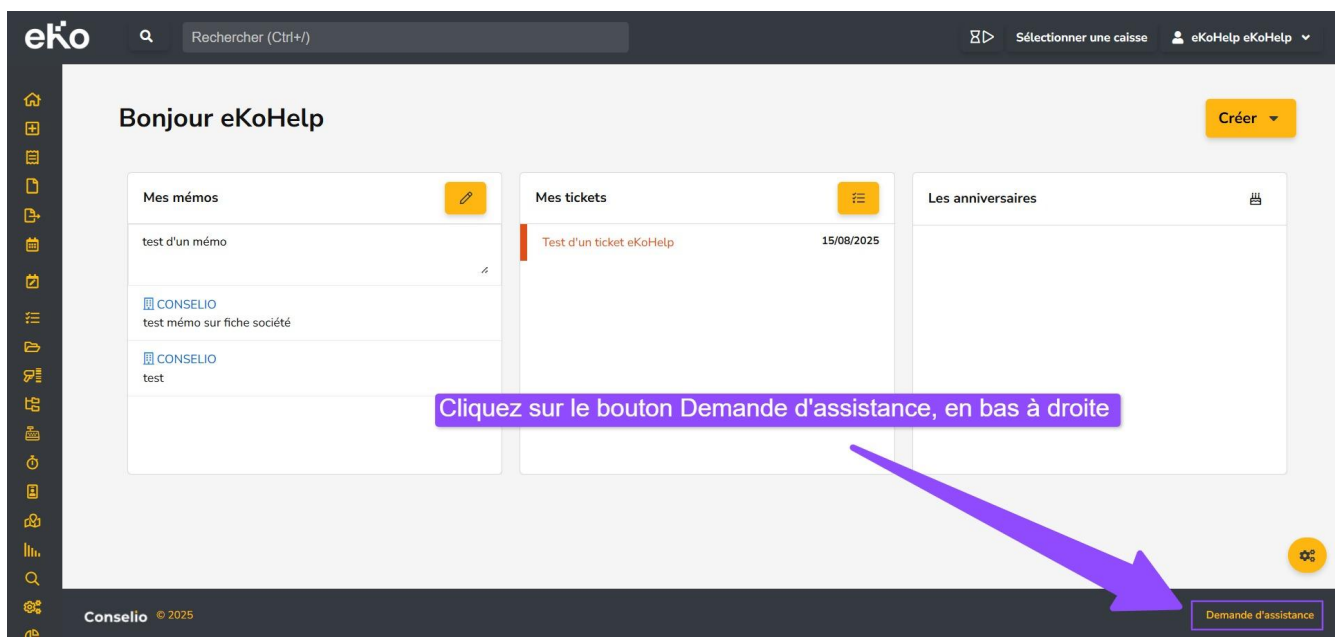 eKo
Rechercher (Ctrl+/)
Sélectionner une caisse
eKoHelp eKoHelp
Bonjour eKoHelp
Créer
Mes mémos
test d'un mémo
CONSELIO
test mémo sur fiche société
CONSELIO
test
Mes tickets
Test d'un ticket eKoHelp 15/08/2025
Les anniversaires
Cliquez sur le bouton Demande d'assistance, en bas à droite
Conselio © 2025
Demande d'assistance